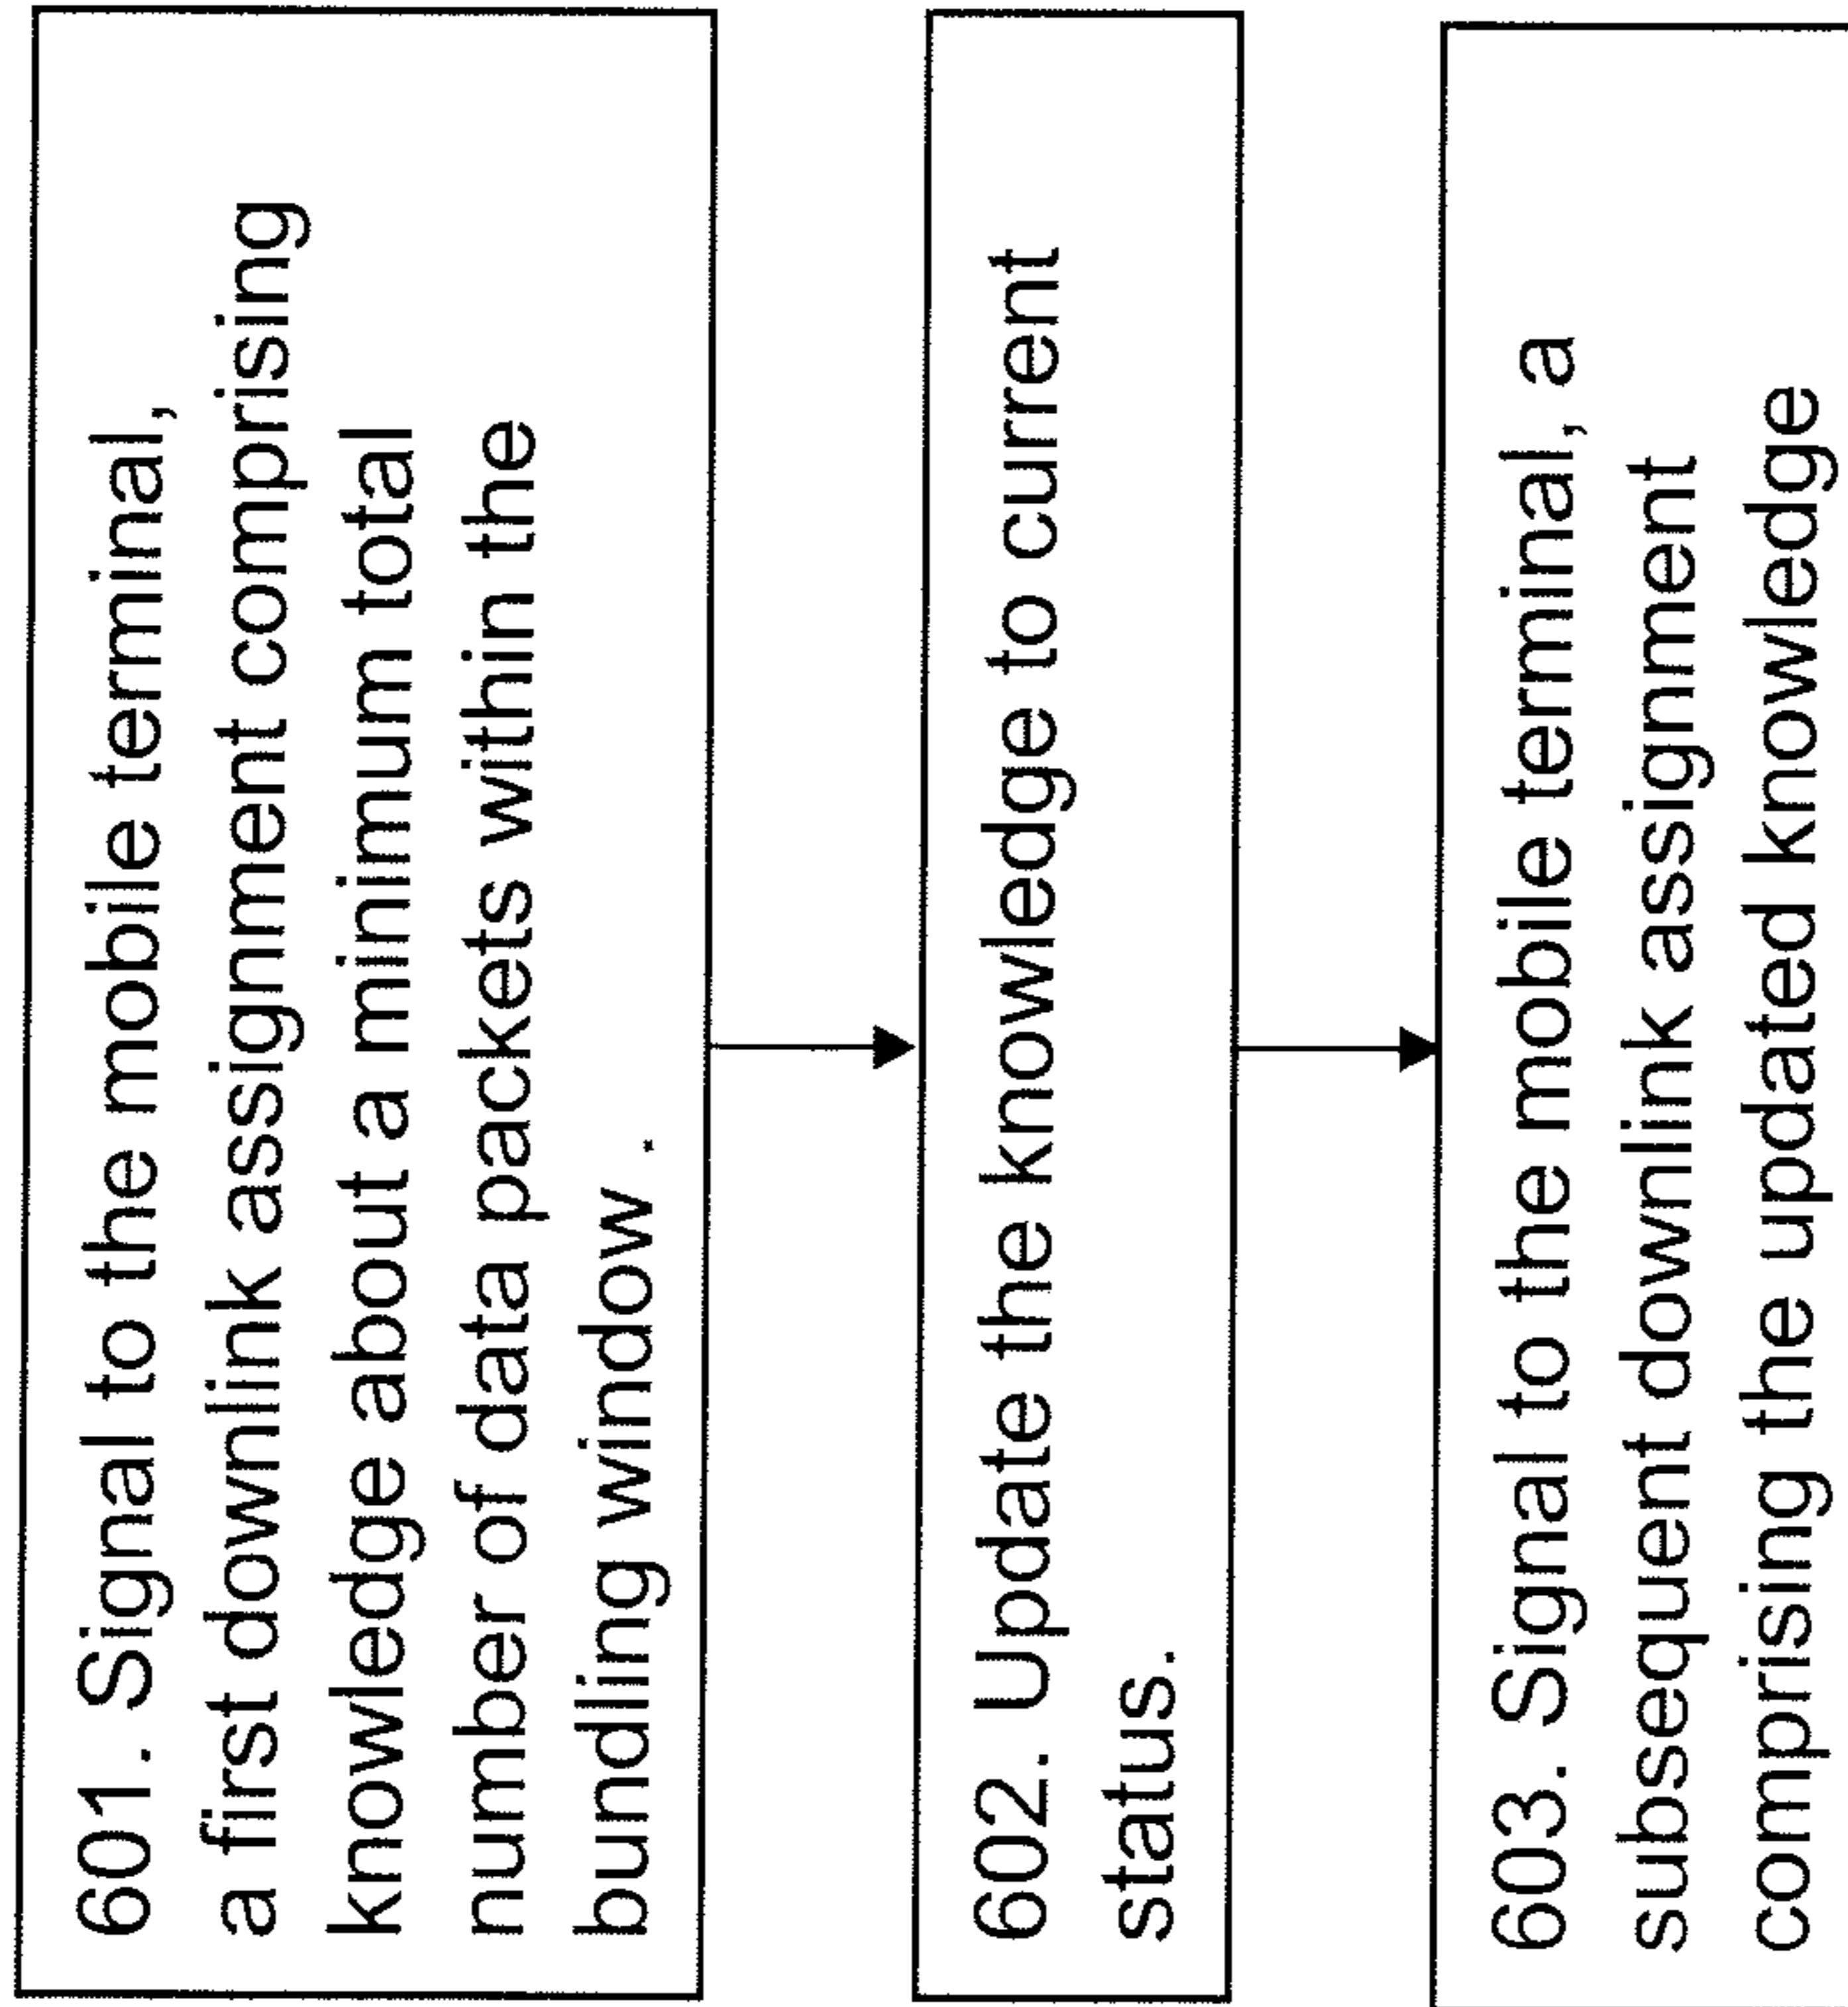 601. Signal to the mobile terminal,
a first downlink assignment comprising
knowledge about a minimum total
number of data packets within the
bundling window .
602. Update the knowledge to current
status.
603. Signal to the mobile terminal, a
subsequent downlink assignment
comprising the updated knowledge